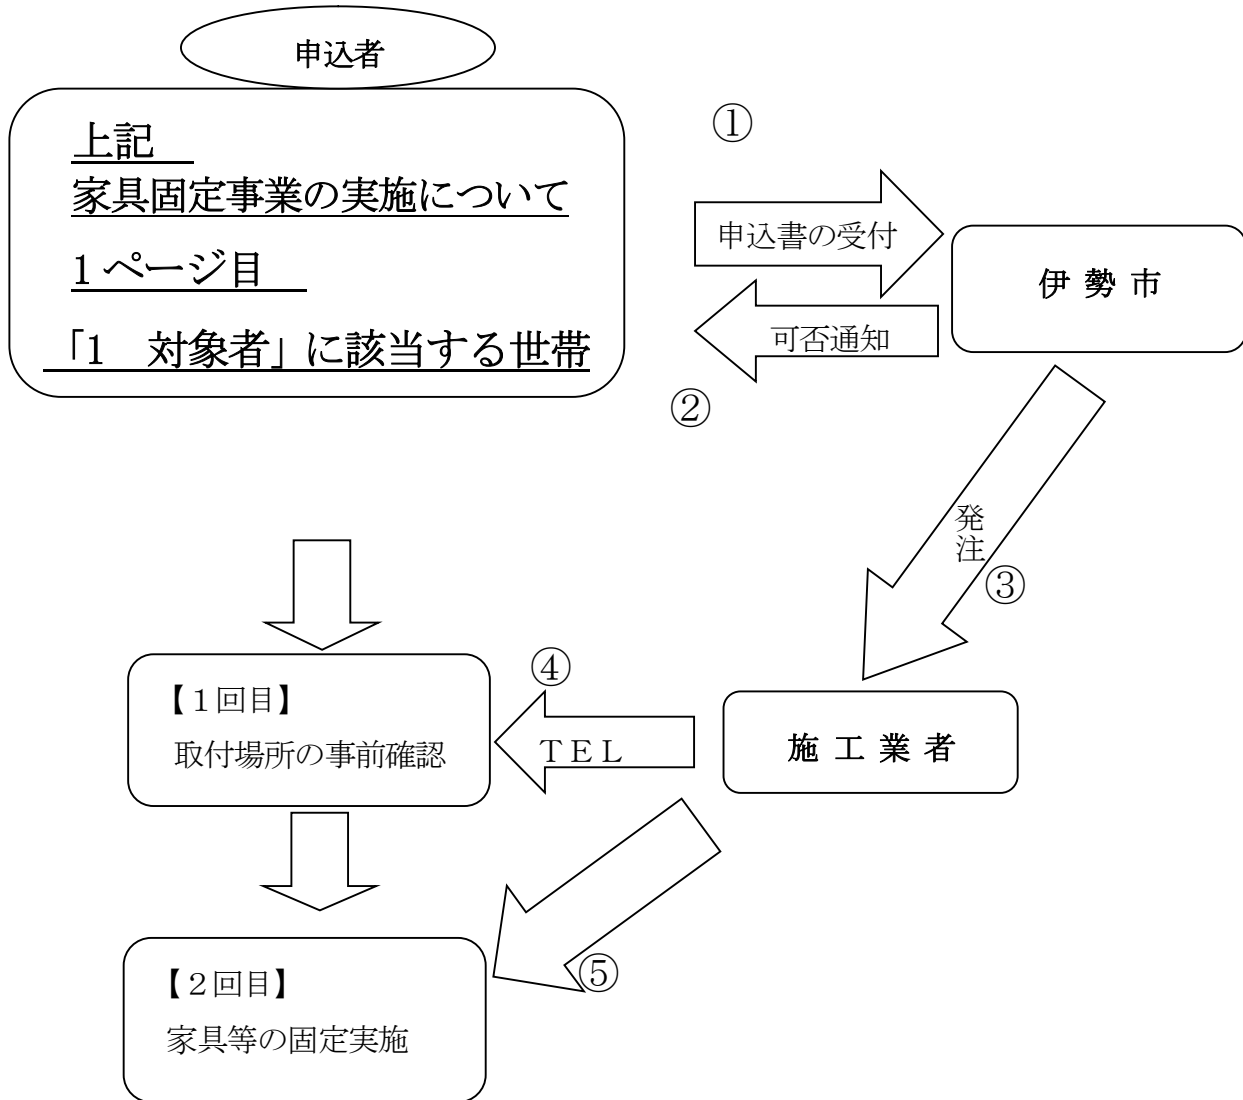 申込者
上記
家具固定事業の実施について
１ページ目
「1　対象者」に該当する世帯
①
申込書の受付
伊 勢 市
可否通知
②
発注
③
④
【１回目】
取付場所の事前確認
ＴＥＬ
施 工 業 者
⑤
【２回目】
家具等の固定実施